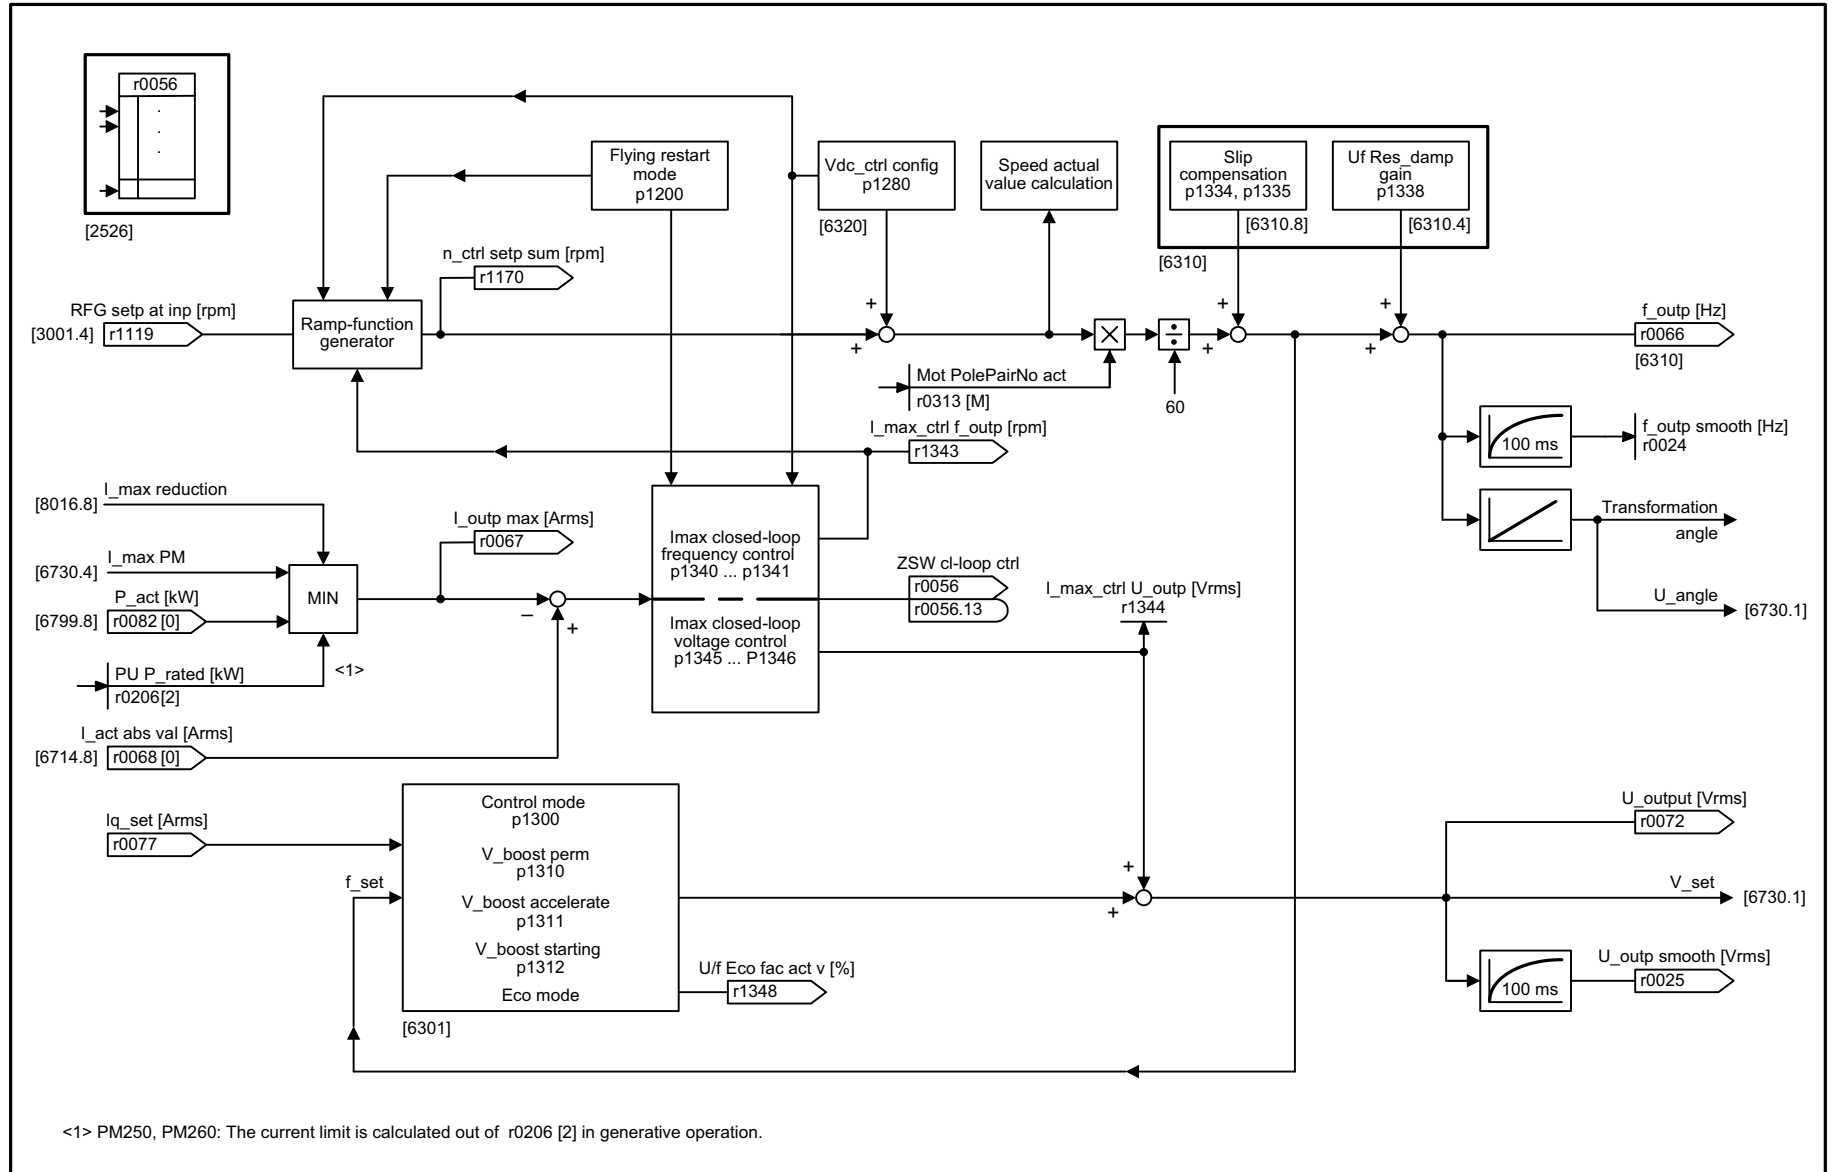 r0056
[2526]
Flying restart
mode
p1200
Vdc_ctrl config
p1280
[6320]
Speed actual
value calculation
Slip
compensation
p1334, p1335
[6310.8]
Uf Res_damp
gain
p1338
[6310.4]
[6310]
n_ctrl setp sum [rpm]
r1170
RFG setp at inp [rpm]
[3001.4]
r1119
Ramp-function
generator
+
+
+
+
+
+
f_outp [Hz]
r0066
[6310]
Mot PolePairNo act
r0313 [M]
60
I_max_ctrl f_outp [rpm]
r1343
100 ms
f_outp smooth [Hz]
r0024
Transformation
angle
U_angle
[6730.1]
I_max reduction
[8016.8]
I_max PM
[6730.4]
P_act [kW]
[6799.8]
r0082 [0]
MIN
PU P_rated [kW]
r0206[2]
<1>
I_outp max [Arms]
r0067
–
+
Imax closed-loop
frequency control
p1340 ... p1341
Imax closed-loop
voltage control
p1345 ... P1346
ZSW cl-loop ctrl
r0056
r0056.13
I_max_ctrl U_outp [Vrms]
r1344
I_act abs val [Arms]
[6714.8]
r0068 [0]
Iq_set [Arms]
r0077
f_set
Control mode
p1300
V_boost perm
p1310
V_boost accelerate
p1311
V_boost starting
p1312
Eco mode
[6301]
U/f Eco fac act v [%]
r1348
+
+
U_output [Vrms]
r0072
V_set
[6730.1]
100 ms
U_outp smooth [Vrms]
r0025
<1> PM250, PM260: The current limit is calculated out of r0206 [2] in generative operation.